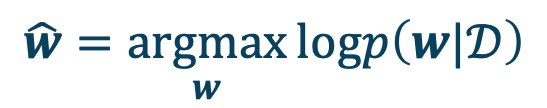 ŵ = argmax logp(w|𝒟)
w